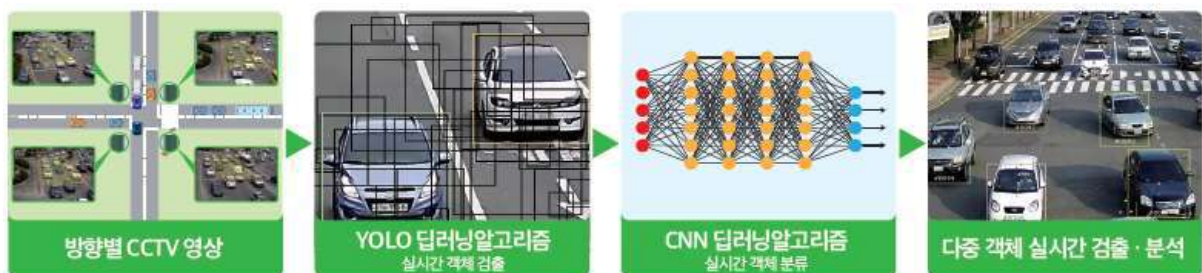 방향별 CCTV 영상
YOLO 딥러닝알고리즘
실시간 객체 검출
CNN 딥러닝알고리즘
실시간 객체 분류
다중 객체 실시간 검출 · 분석